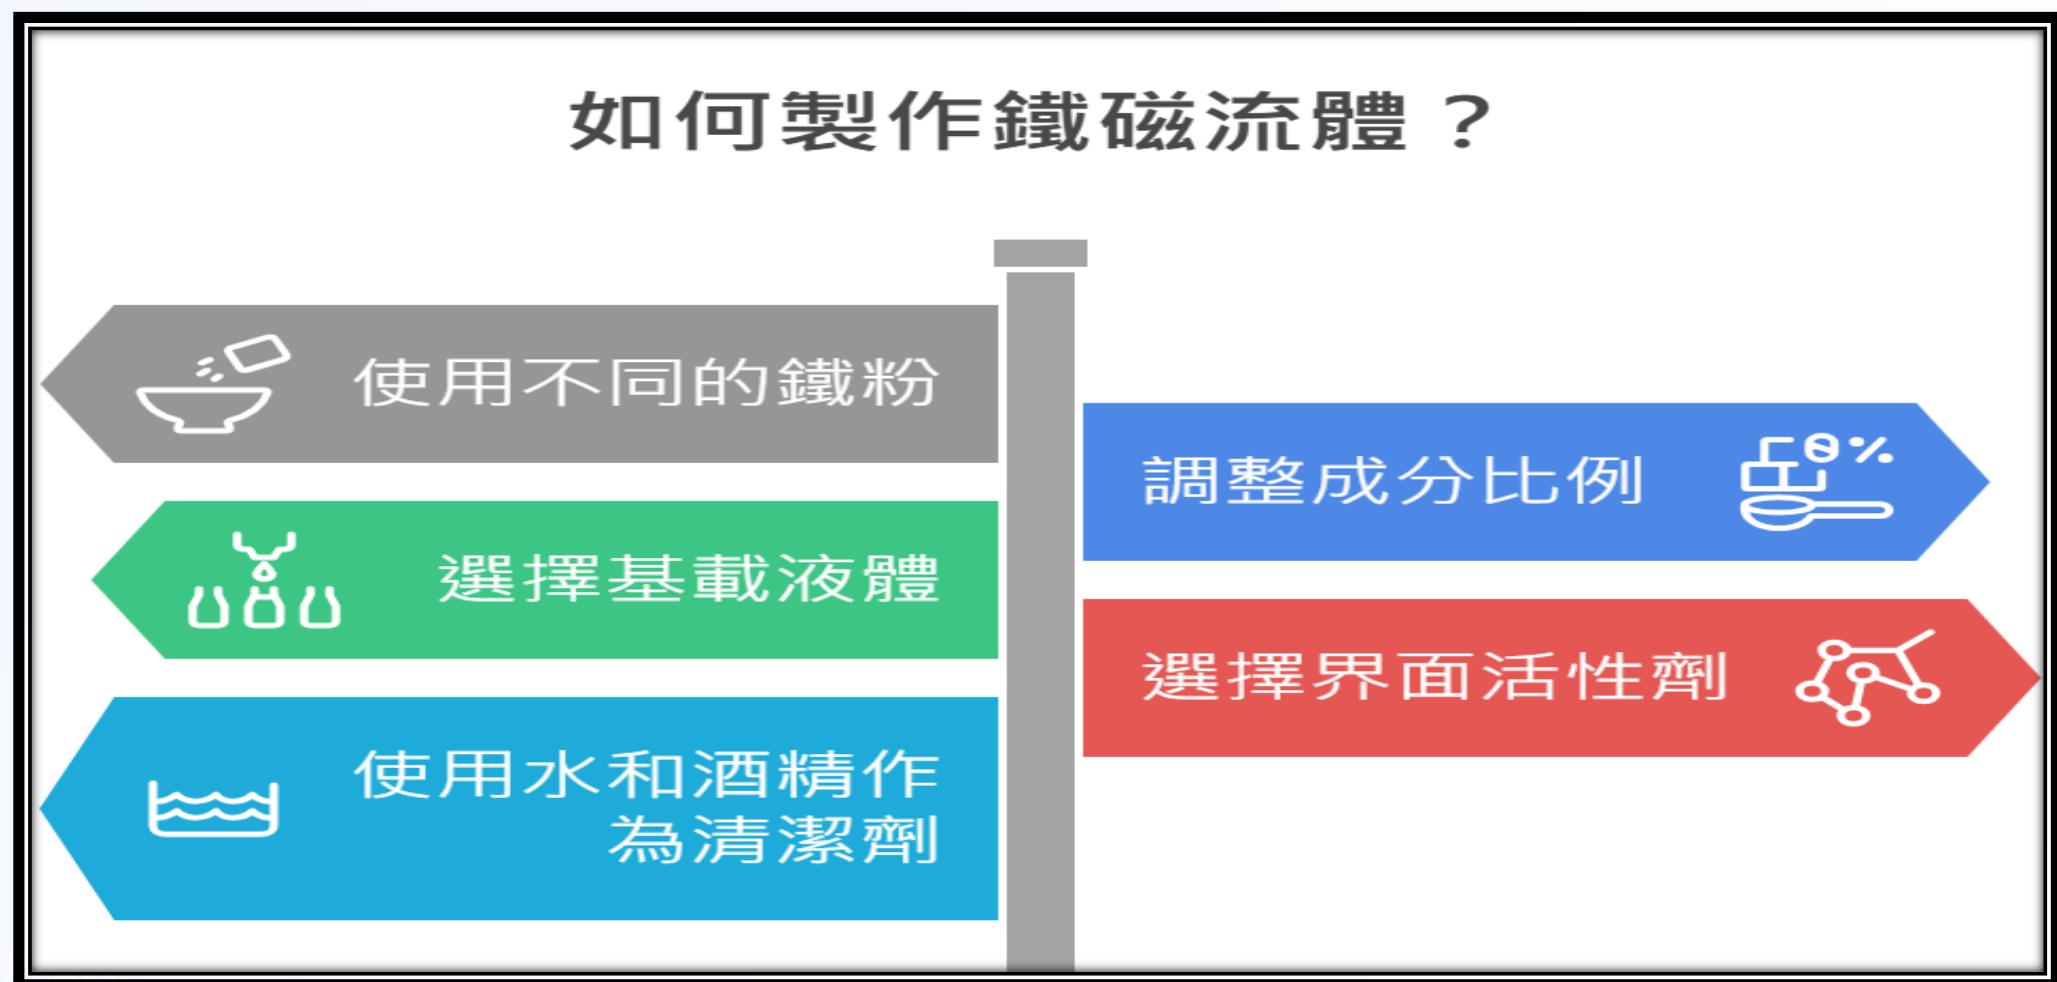 如何製作鐵磁流體？
使用不同的鐵粉
調整成分比例
選擇基載液體
選擇界面活性劑
使用水和酒精作
為清潔劑